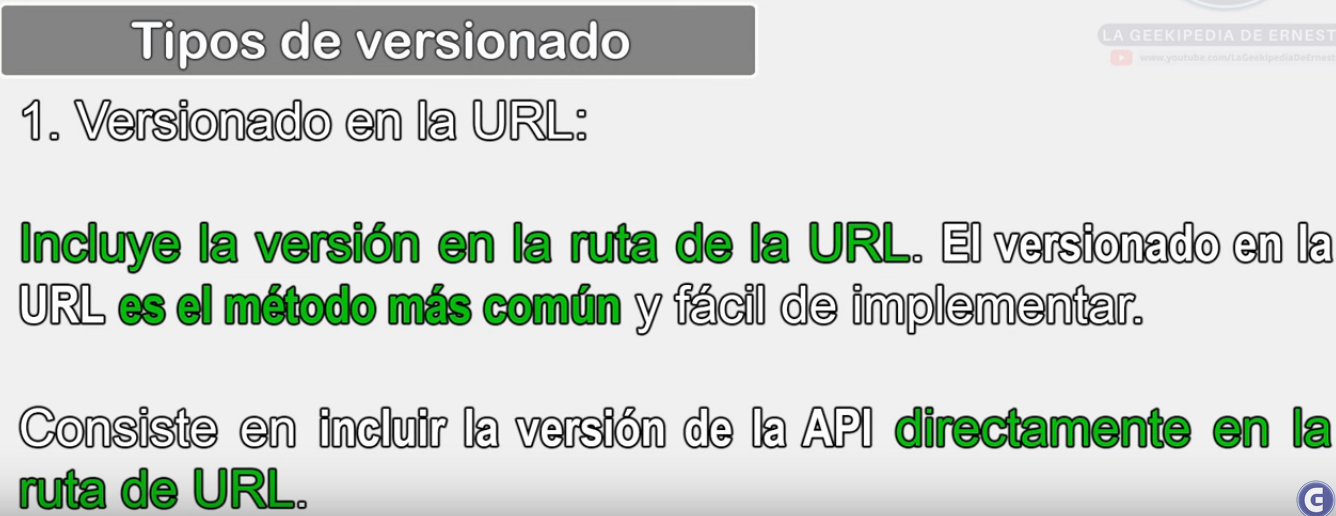 Tipos de versionado
LA GEEKIPEDIA DE ERNEST
www.youtube.com/LaGeekipediaDeErnest
1. Versionado en la URL:
Incluye la versión en la ruta de la URL. El versionado en la
URL es el método más común y fácil de implementar.
Consiste en incluir la versión de la API directamente en la
ruta de URL.
G